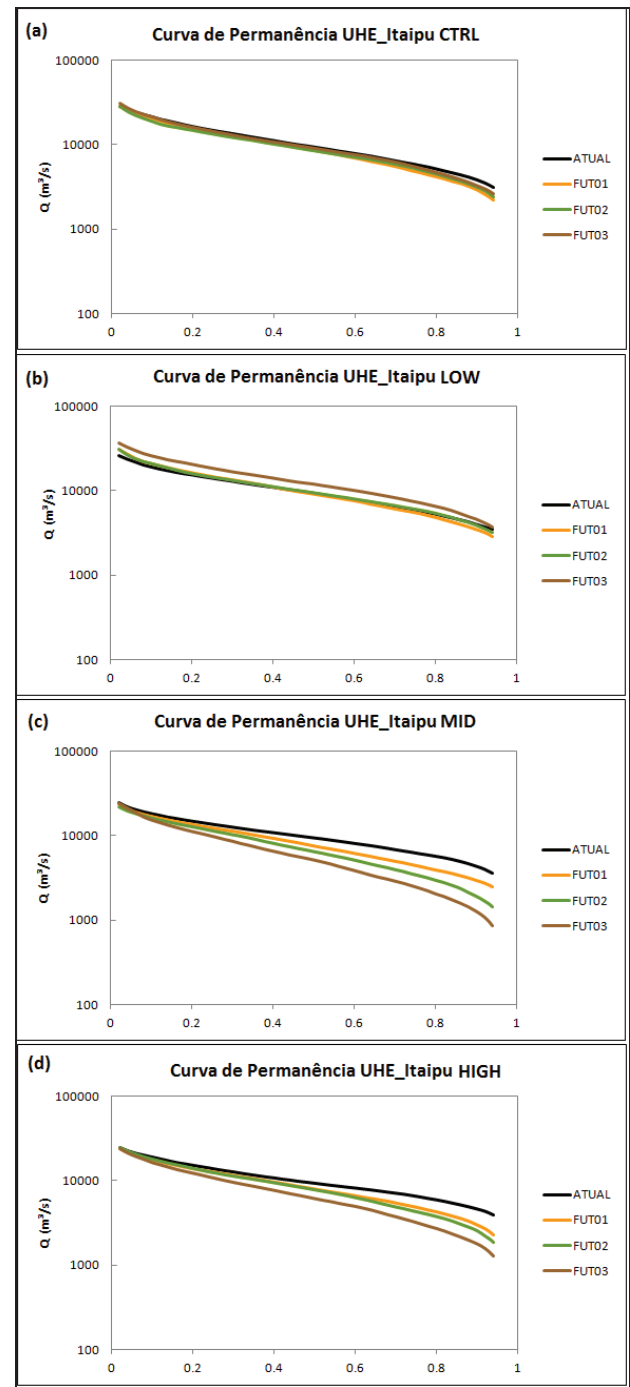 (a)
Curva de Permanência UHE_Itaipu CTRL
100000
10000
1000
100
Q (m³/s)
0 0.2 0.4 0.6 0.8 1
ATUAL
FUT01
FUT02
FUT03
(b)
Curva de Permanência UHE_Itaipu LOW
100000
10000
1000
100
Q (m³/s)
0 0.2 0.4 0.6 0.8 1
ATUAL
FUT01
FUT02
FUT03
(c)
Curva de Permanência UHE_Itaipu MID
100000
10000
1000
100
Q (m³/s)
0 0.2 0.4 0.6 0.8 1
ATUAL
FUT01
FUT02
FUT03
(d)
Curva de Permanência UHE_Itaipu HIGH
100000
10000
1000
100
Q (m³/s)
0 0.2 0.4 0.6 0.8 1
ATUAL
FUT01
FUT02
FUT03